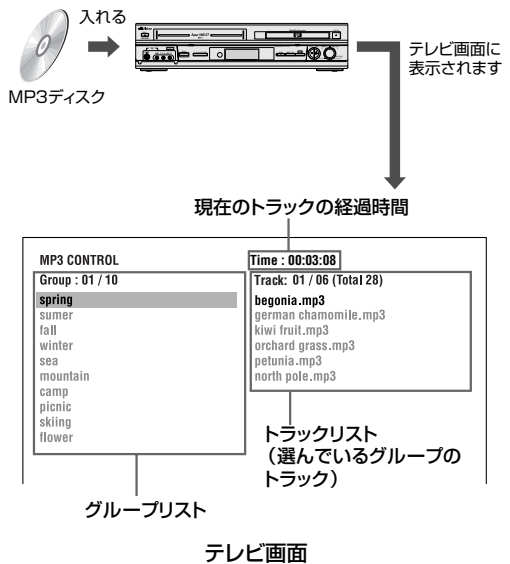 入れる
MP3ディスク
テレビ画面に
表示されます
現在のトラックの経過時間
MP3 CONTROL
Time : 00:03:08
Group : 01 / 10
Track: 01 / 06 (Total 28)
spring
sumer
fall
winter
sea
mountain
camp
picnic
skiing
flower
begonia.mp3
german chamomile.mp3
kiwi fruit.mp3
orchard grass.mp3
petunia.mp3
north pole.mp3
トラックリスト
（選んでいるグループの
トラック）
グループリスト
テレビ画面